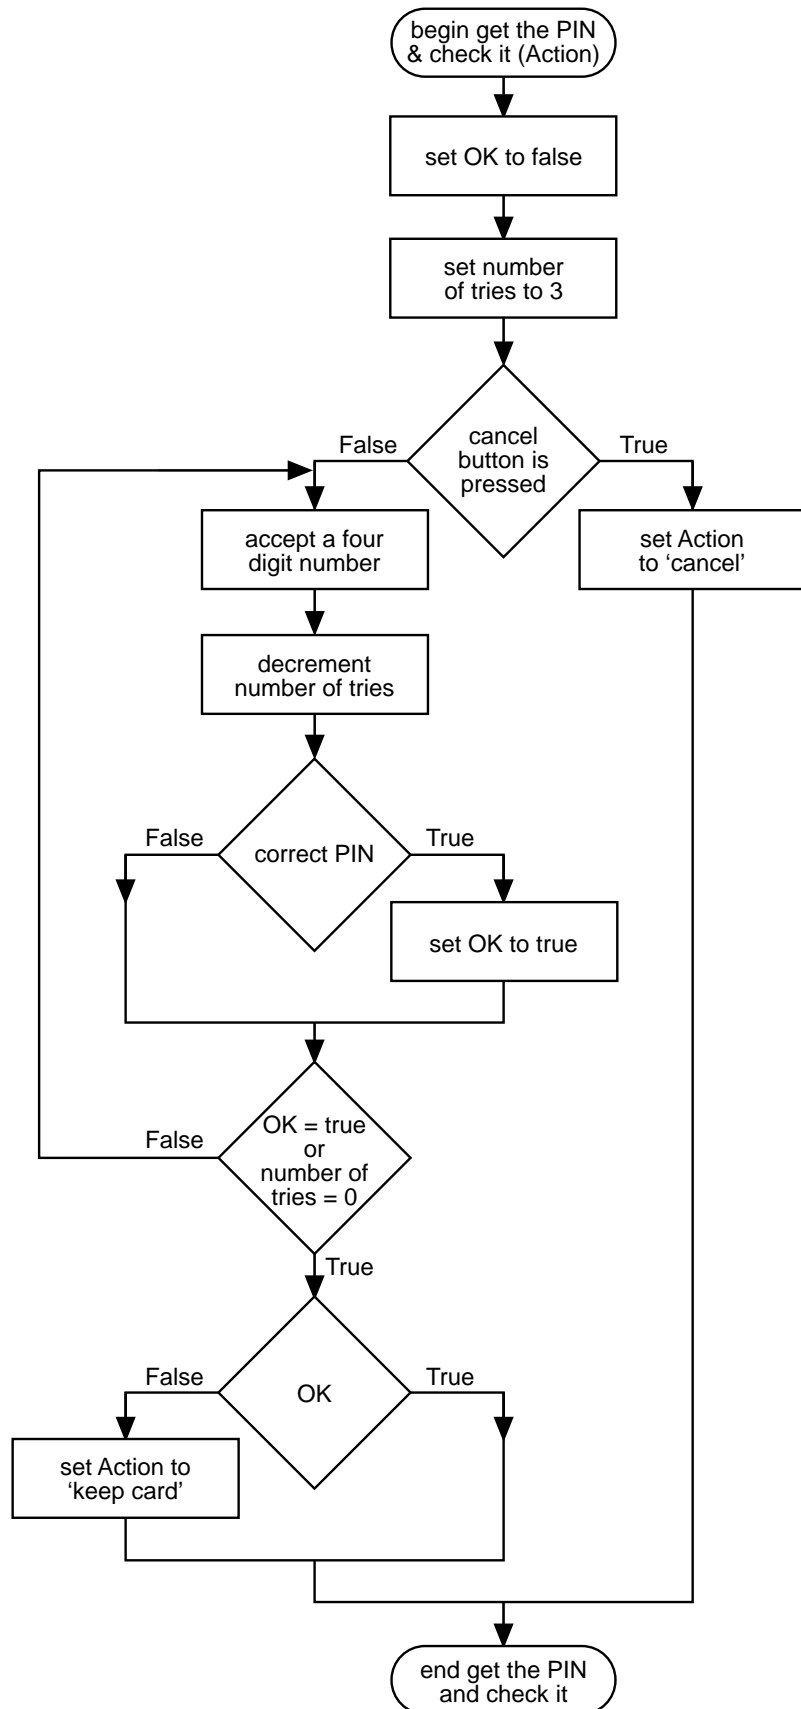 begin get the PIN
& check it (Action)
set OK to false
set number
of tries to 3
cancel
button is
pressed
False
True
accept a four
digit number
set Action
to ‘cancel’
decrement
number of tries
correct PIN
False
True
set OK to true
OK = true
or
number of
tries = 0
False
True
OK
False
True
set Action to
‘keep card’
end get the PIN
and check it